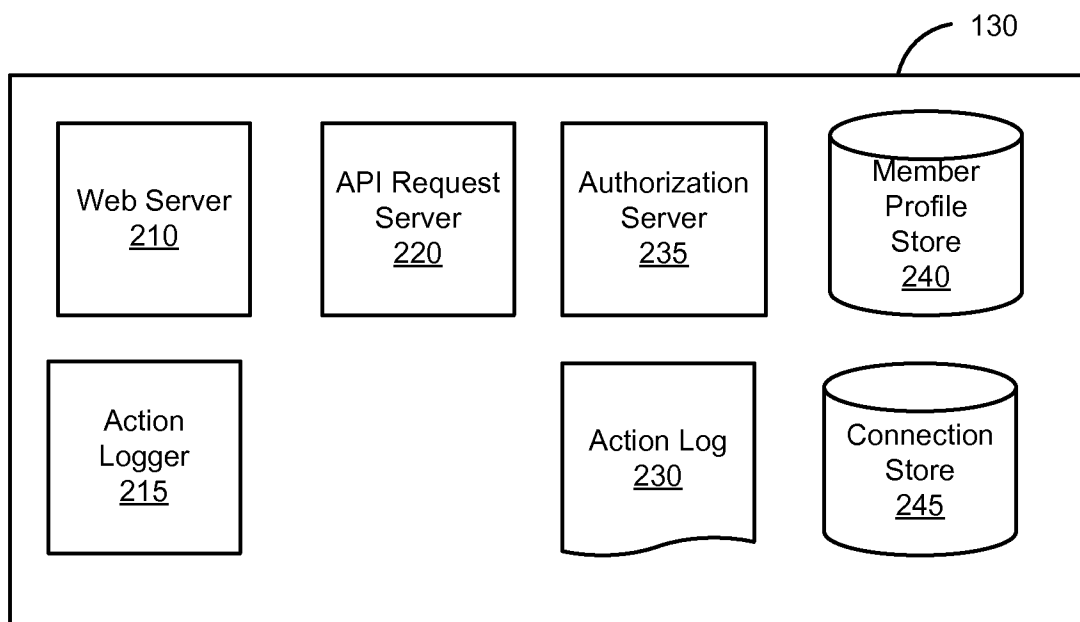 130
Web Server
210
API Request
Server
220
Authorization
Server
235
Member
Profile
Store
240
Action
Logger
215
Action Log
230
Connection
Store
245